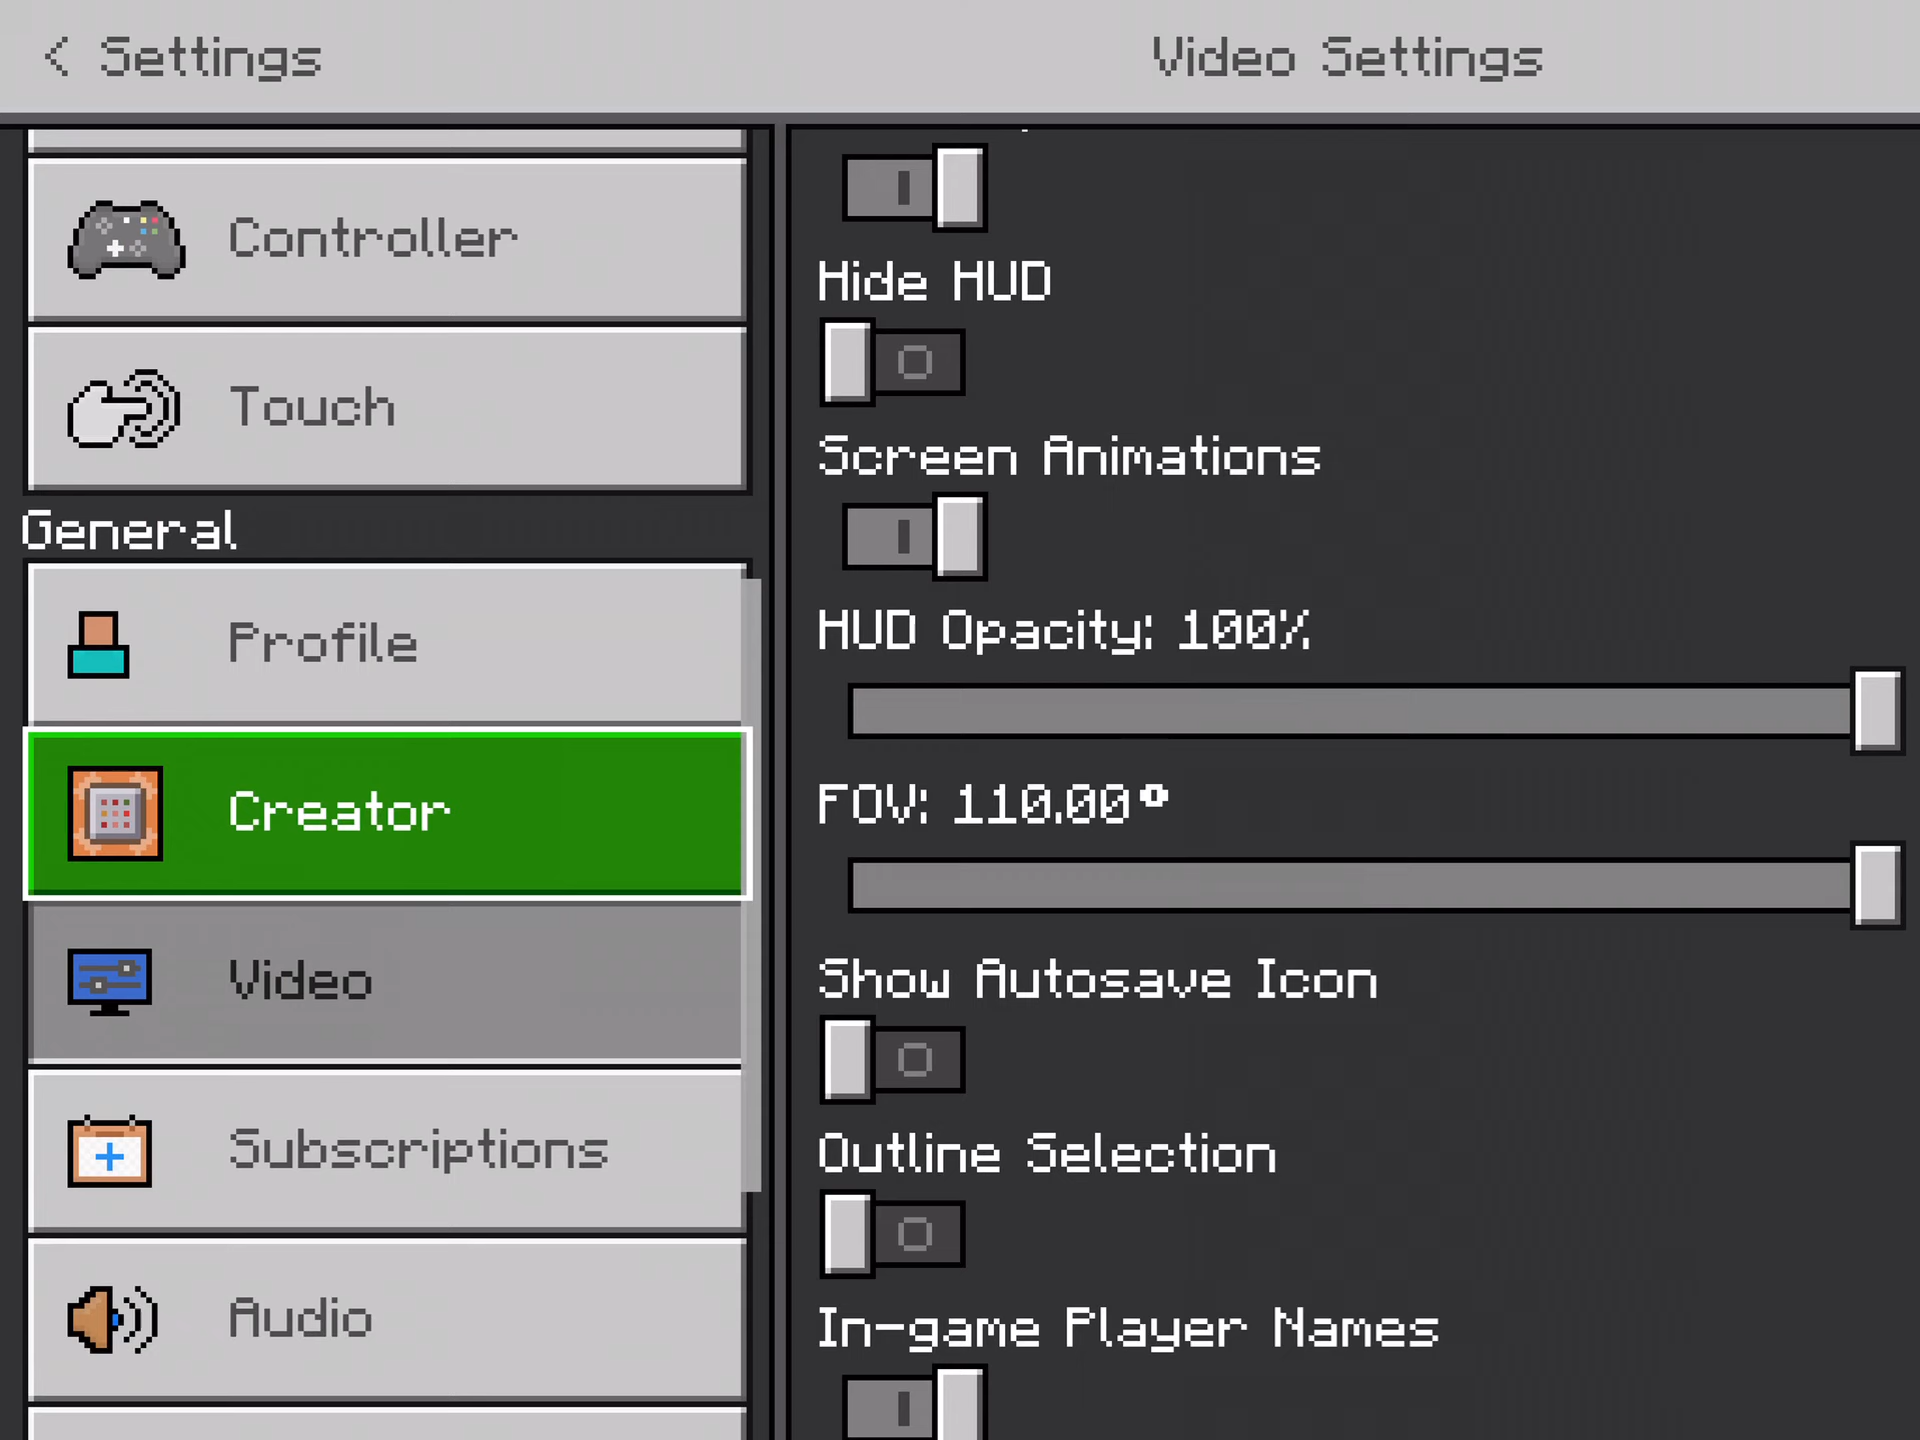 < Settings
Video Settings
Controller
Touch
General
Profile
Creator
Video
Subscriptions
Audio
Hide HUD
Screen Animations
HUD Opacity: 100%
FOV: 110.00°
Show Autosave Icon
Outline Selection
In-game Player Names